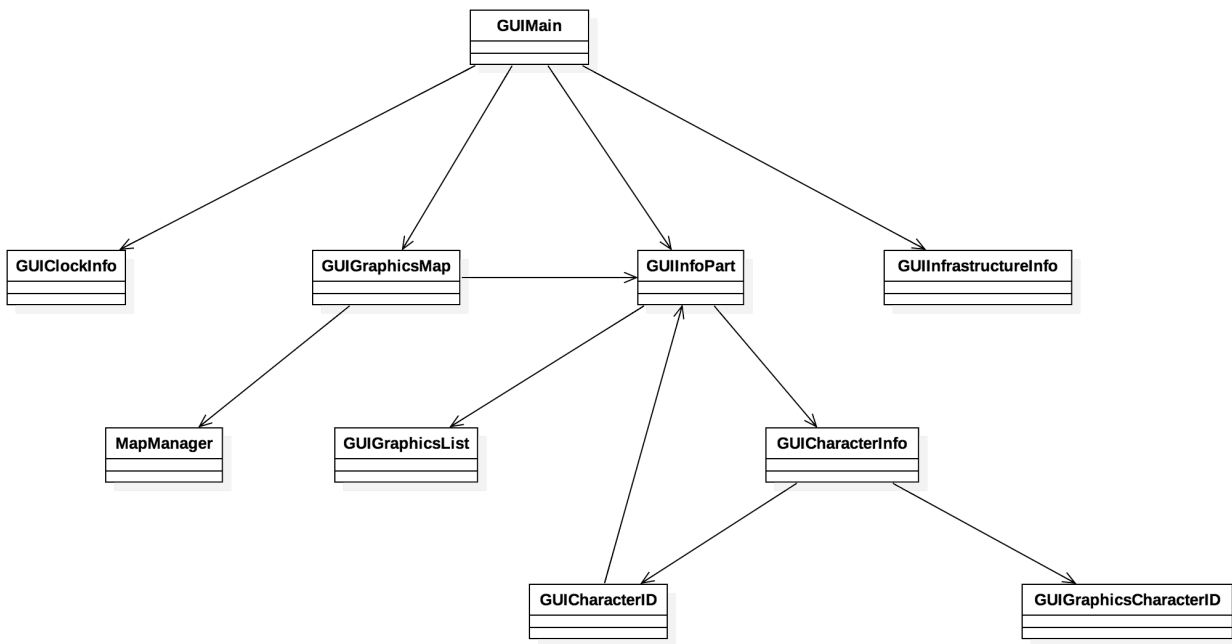 GUIMain
GUIClockInfo
GUIGraphicsMap
GUIInfoPart
GUIInfrastructureInfo
MapManager
GUIGraphicsList
GUICharacterInfo
GUICharacterID
GUIGraphicsCharacterID